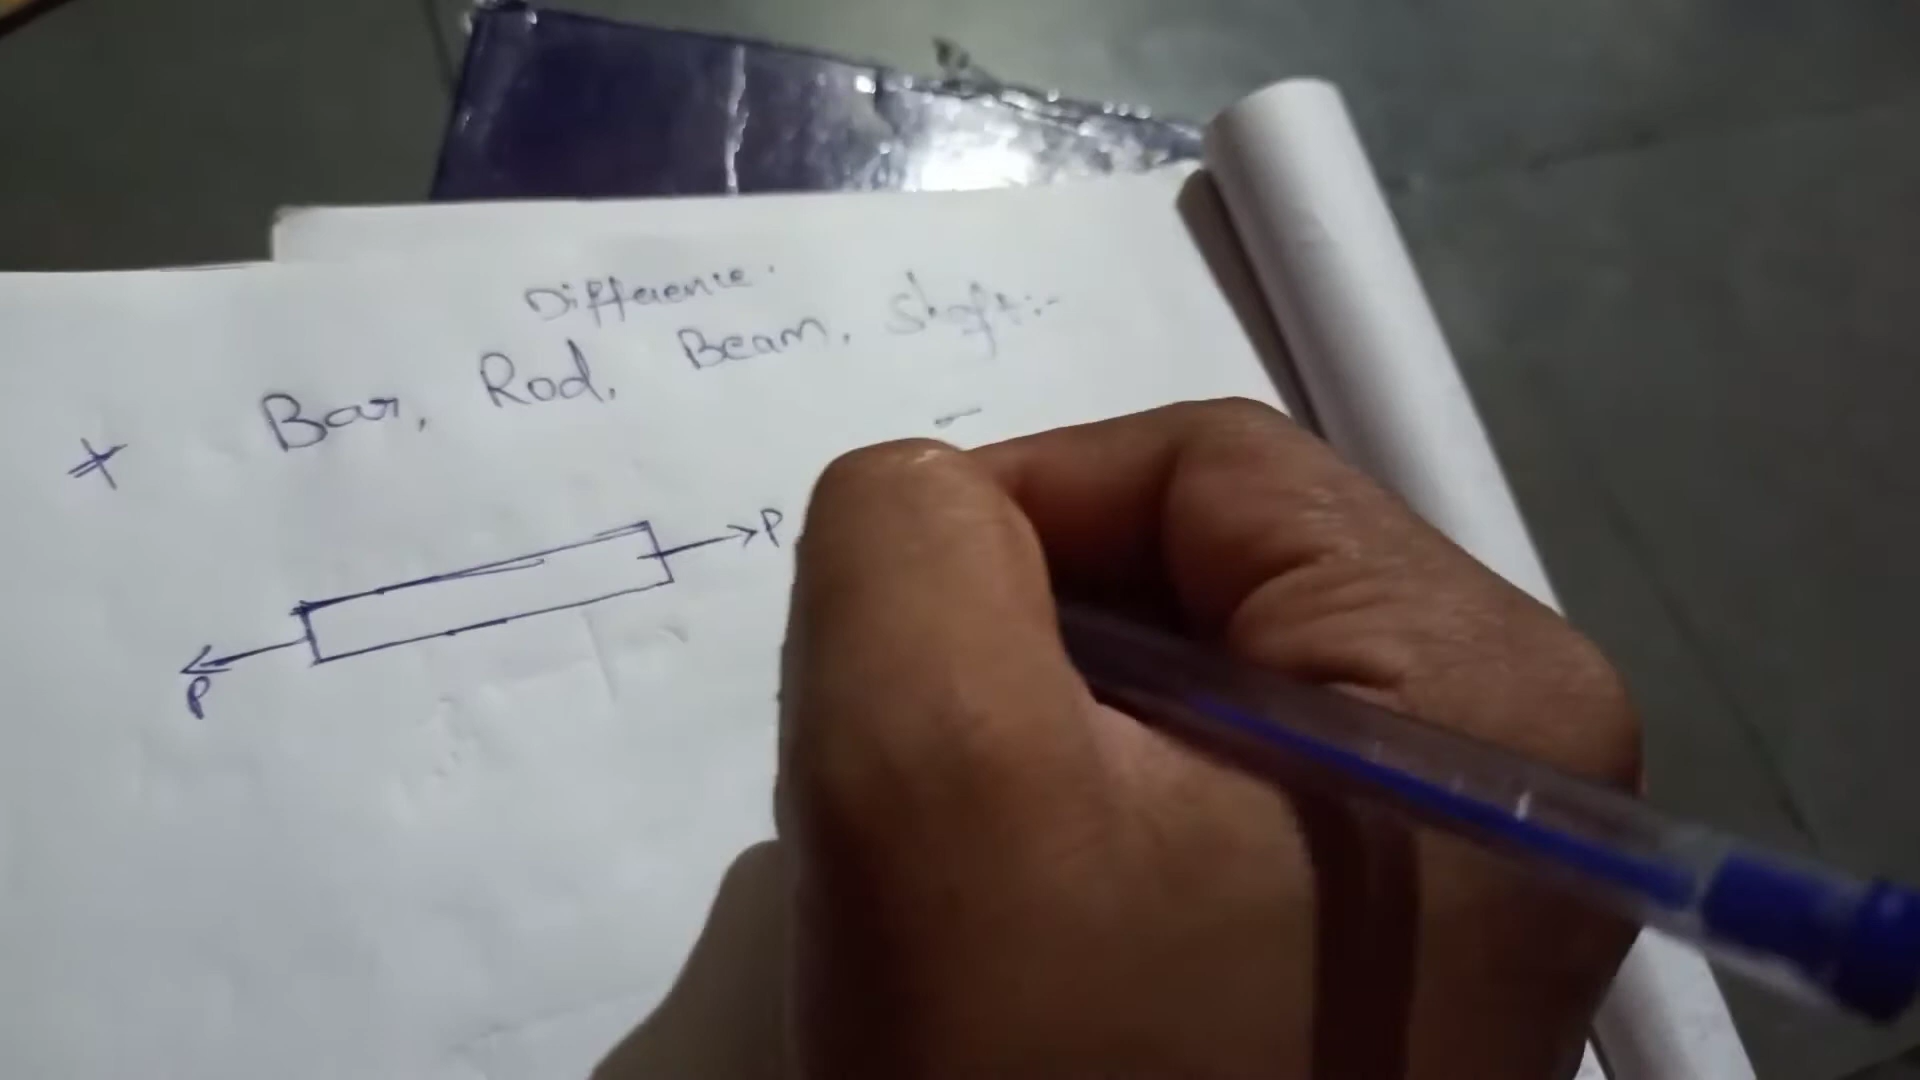 Difference.
Bar, Rod, Beam, Shaft:-
P
P